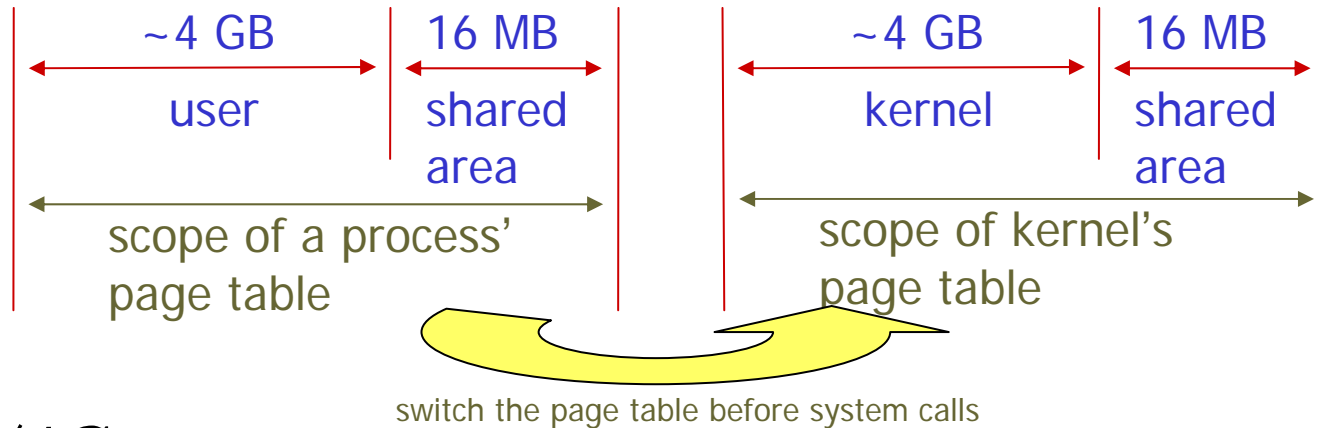 ~4 GB
16 MB
user
shared
area
scope of a process'
page table
~4 GB
16 MB
kernel
shared
area
scope of kernel's
page table
switch the page table before system calls